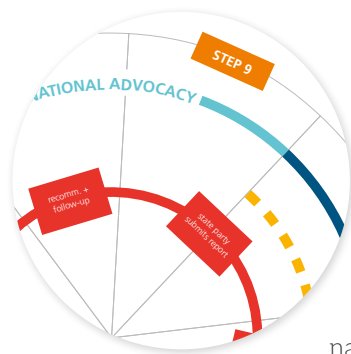 STEP 9
NATIONAL ADVOCACY
recomm. +
follow-up
state party
submits report
na